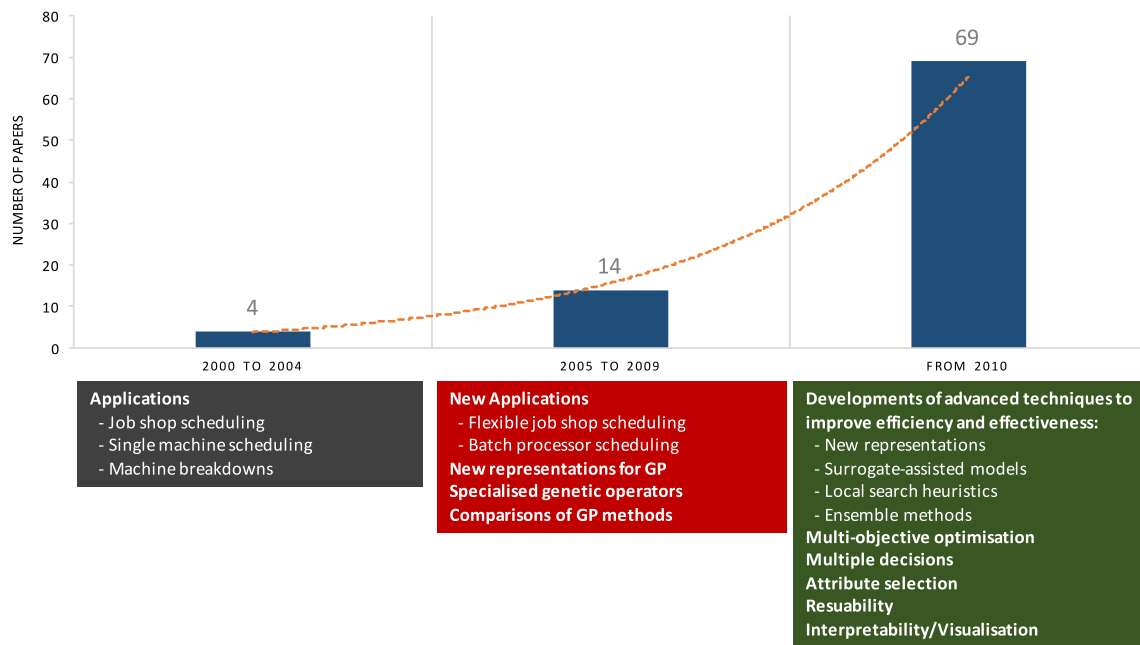 80
70
60
50
40
30
20
10
0
NUMBER OF PAPERS
4
14
69
2000 TO 2004
2005 TO 2009
FROM 2010
Applications
- Job shop scheduling
- Single machine scheduling
- Machine breakdowns
New Applications
- Flexible job shop scheduling
- Batch processor scheduling
New representations for GP
Specialised genetic operators
Comparisons of GP methods
Developments of advanced techniques to
improve efficiency and effectiveness:
- New representations
- Surrogate-assisted models
- Local search heuristics
- Ensemble methods
Multi-objective optimisation
Multiple decisions
Attribute selection
Resuability
Interpretability/Visualisation